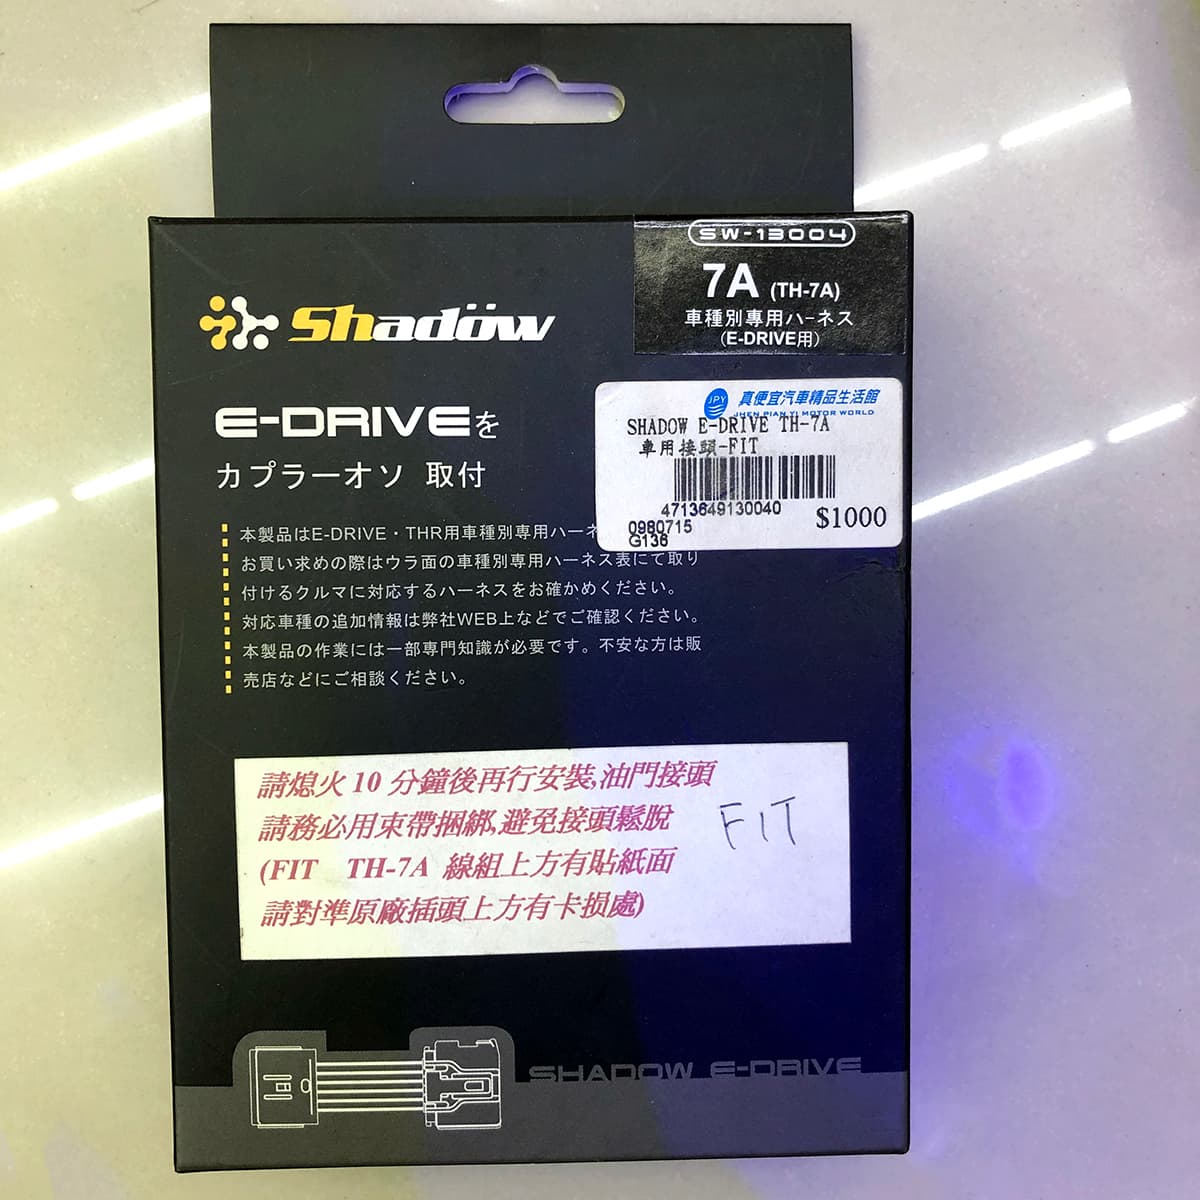 SW-13004
7A (TH-7A)
車種別專用ハーネス
(E-DRIVE用)
Shadöw
E-DRIVEを
カプラーオソ 取付
JPY 真便宜汽車精品生活館
JHEN PIAN YI MOTOR WORLD
SHADOW E-DRIVE TH-7A
車用接頭-FIT
4713649130040
0980715
$1000
G136
本製品はE-DRIVE・THR用車種別専用ハーネ
お買い求めの際はウラ面の車種別専用ハーネス表にて取り
付けるクルマに対応するハーネスをお確かめください。
対応車種の追加情報は弊社WEB上などでご確認ください。
本製品の作業には一部専門知識が必要です。不安な方は販
売店などにご相談ください。
請熄火 10 分鐘後再行安裝,油門接頭
請務必用束帶捆綁,避免接頭鬆脫
(FIT TH-7A 線組上方有貼紙面
請對準原廠插頭上方有卡损處)
FIT
SHADOW E-DRIVE